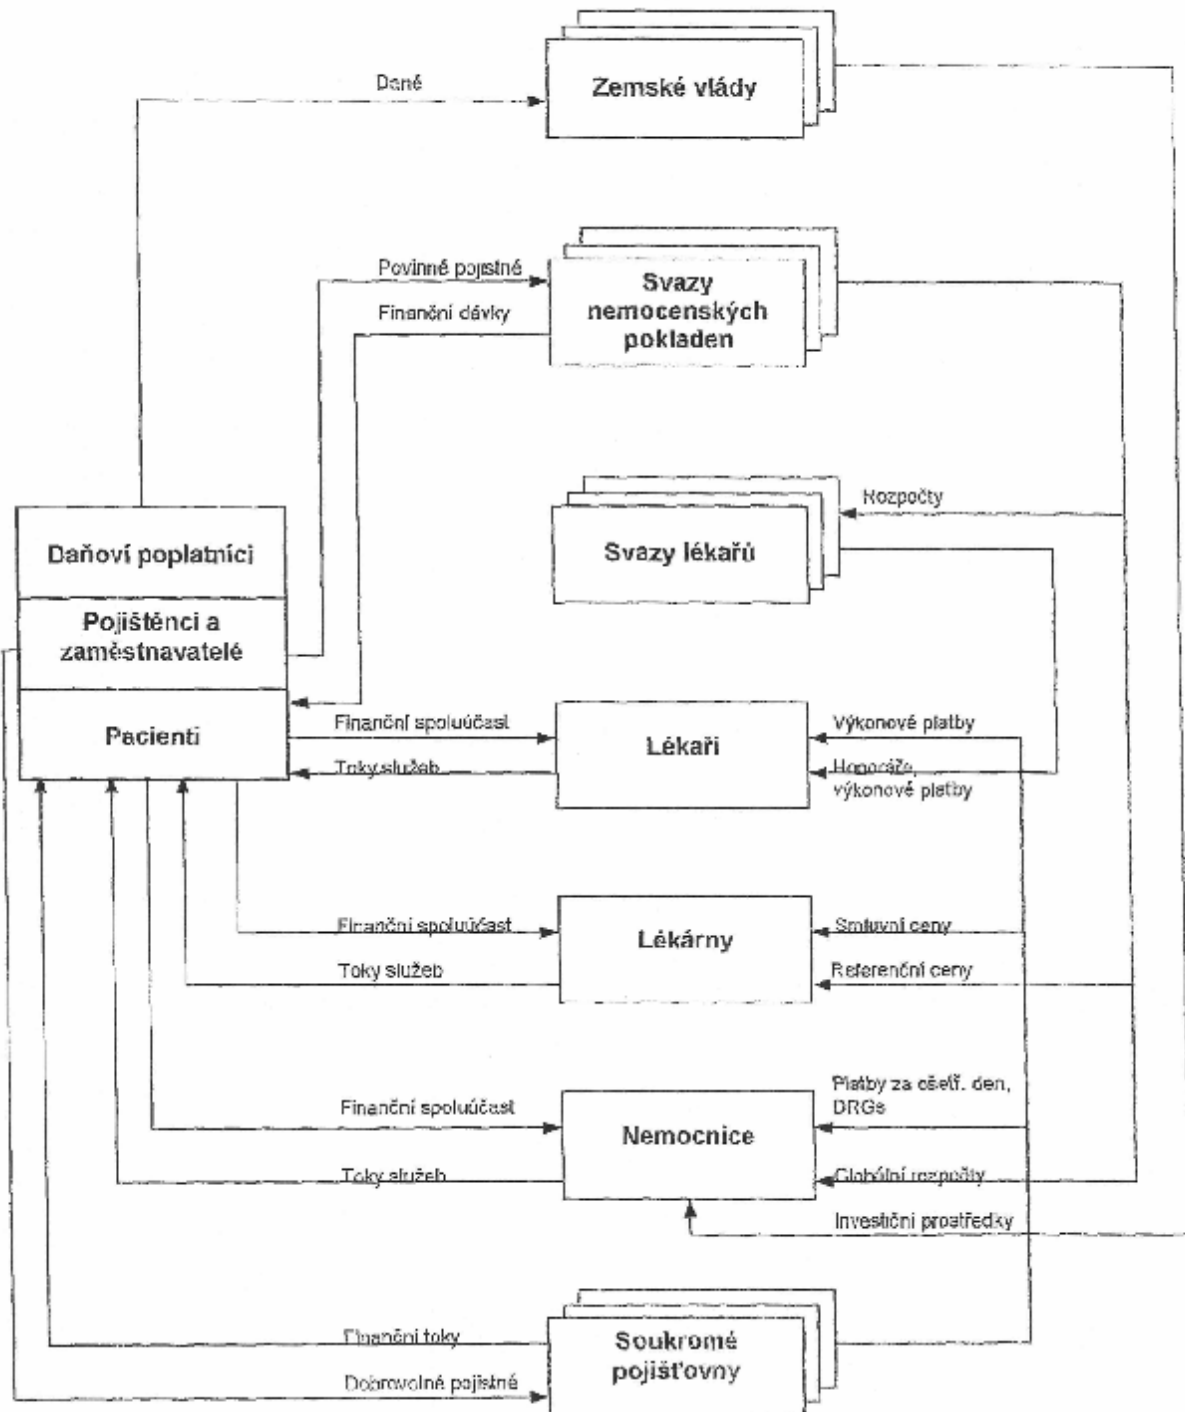 Daně
Zemské vlády
Povinné pojistné
Finanční dávky
Svazy
nemocenských
pokladen
Rozpočty
Svazy lékařů
Daňoví poplatníci
Pojištěnci a
zaměstnavatelé
Pacienti
Finanční spoluúčast
Toky služeb
Lékaři
Výkonové platby
Honoráře,
výkonové platby
Finanční spoluúčast
Toky služeb
Lékárny
Smluvní ceny
Referenční ceny
Finanční spoluúčast
Toky služeb
Nemocnice
Platby za ošetř. den,
DRGs
Globální rozpočty
Investiční prostředky
Finanční toky
Dobrovolné pojistné
Soukromé
pojišťovny